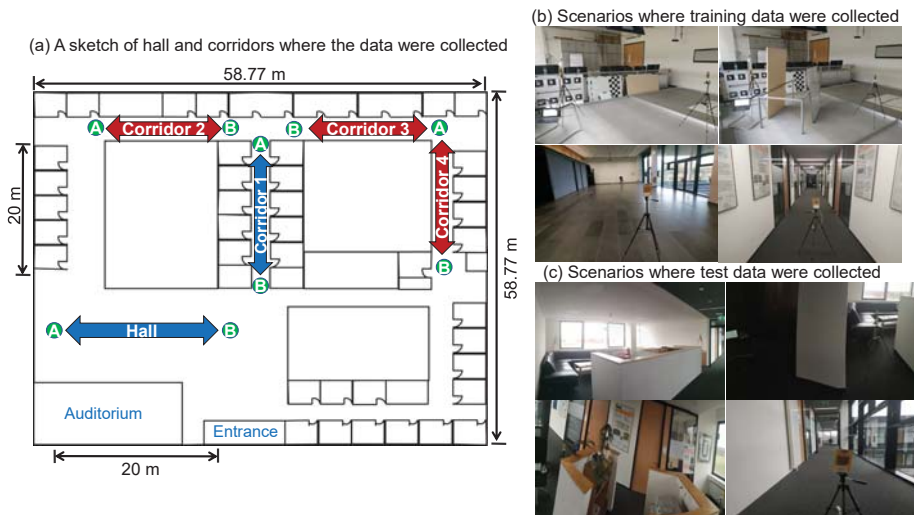 (a) A sketch of hall and corridors where the data were collected
58.77 m
A Corridor 2 B
B Corridor 3 A
A Corridor 1 B
Corridor 4
B
20 m
58.77 m
A Hall B
Auditorium
Entrance
20 m
(b) Scenarios where training data were collected
(c) Scenarios where test data were collected